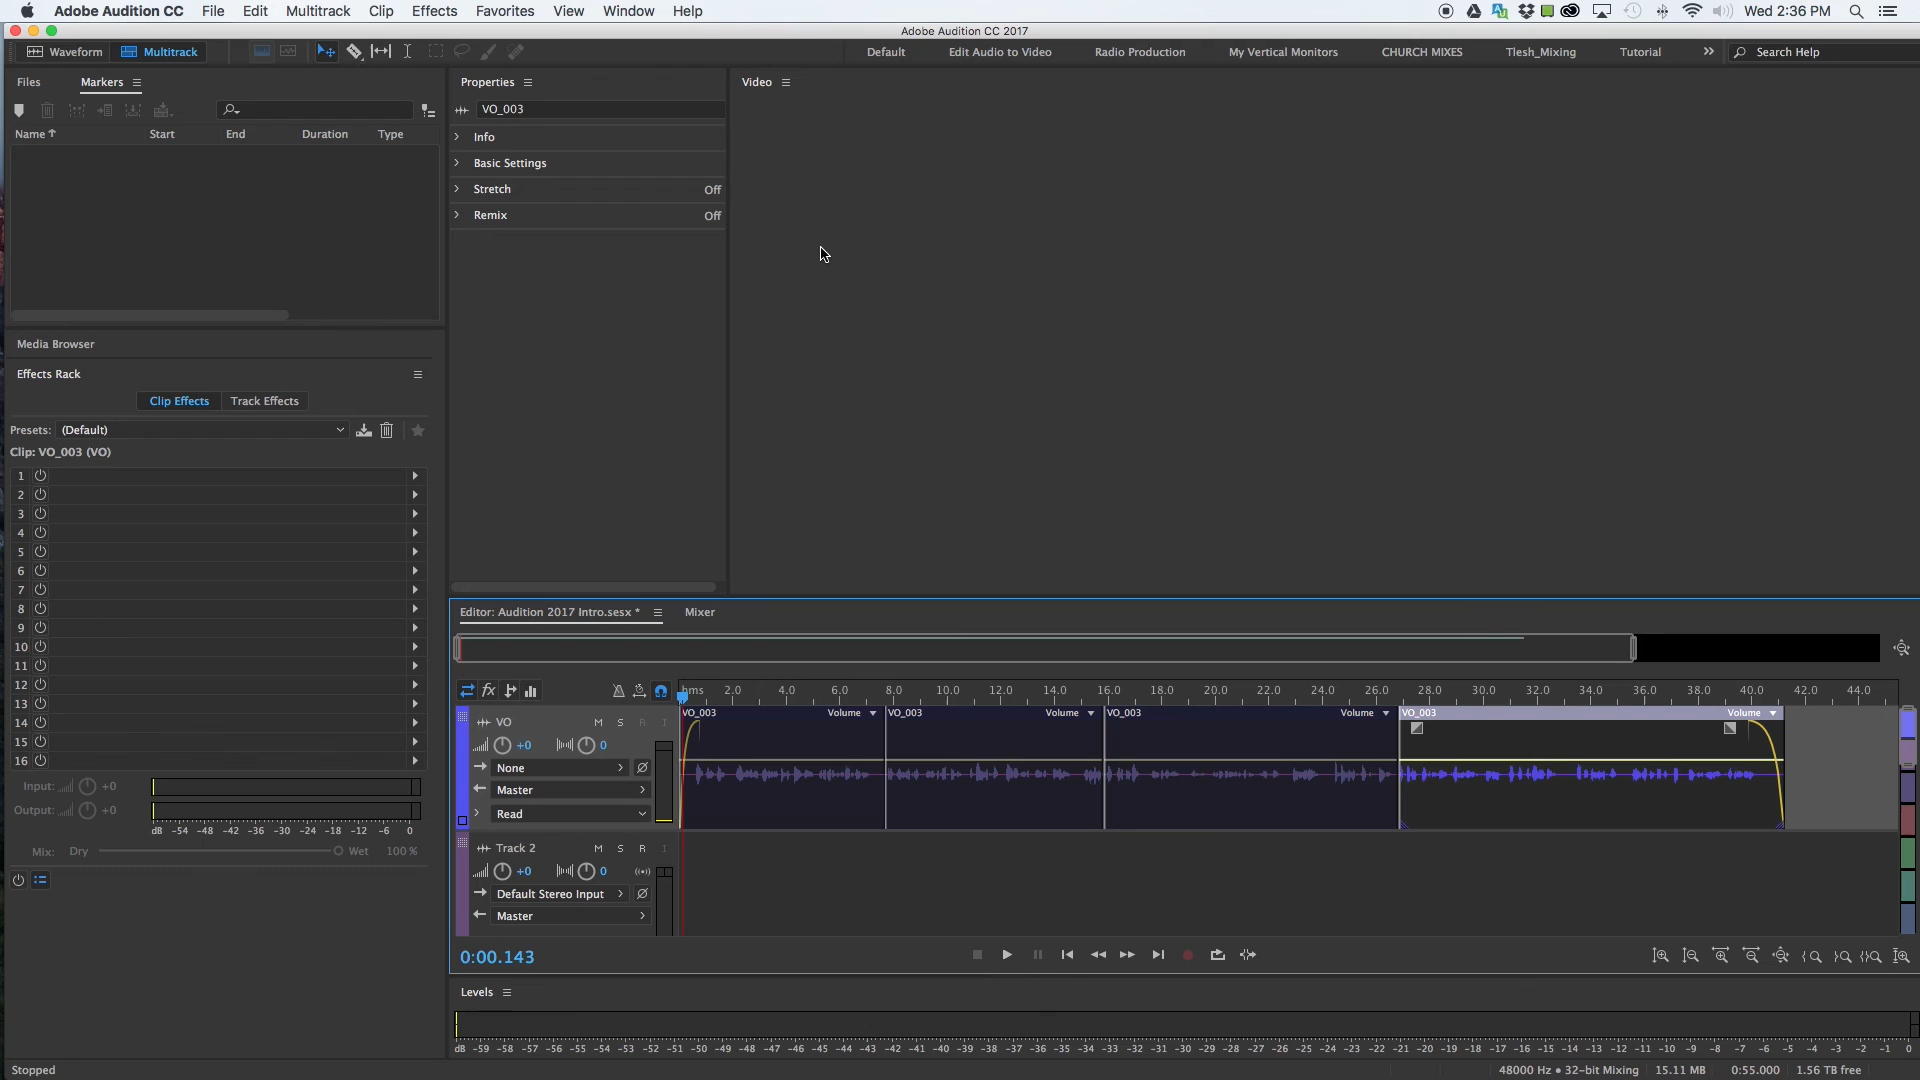 Adobe Audition CC File Edit Multitrack Clip Effects Favorites View Window Help Wed 2:36 PM
Adobe Audition CC 2017
Waveform Multitrack Default Edit Audio to Video Radio Production My Vertical Monitors CHURCH MIXES Tlesh_Mixing Tutorial Search Help
Files Markers
Name Start End Duration Type
Properties
VO_003
Info
Basic Settings
Stretch Off
Remix Off
Video
Media Browser
Effects Rack
Clip Effects Track Effects
Presets: (Default)
Clip: VO_003 (VO)
1
2
3
4
5
6
7
8
9
10
11
12
13
14
15
16
Input: +0
Output: +0
dB -54 -48 -42 -36 -30 -24 -18 -12 -6 0
Mix: Dry Wet 100 %
Editor: Audition 2017 Intro.sesx * Mixer
fx hms 2.0 4.0 6.0 8.0 10.0 12.0 14.0 16.0 18.0 20.0 22.0 24.0 26.0 28.0 30.0 32.0 34.0 36.0 38.0 40.0 42.0 44.0
VO_003 Volume VO_003 Volume VO_003 Volume VO_003 Volume
VO M S R I
+0 0
None
Master
Read
Track 2 M S R I
+0 0
Default Stereo Input
Master
0:00.143
Levels
dB -59 -58 -57 -56 -55 -54 -53 -52 -51 -50 -49 -48 -47 -46 -45 -44 -43 -42 -41 -40 -39 -38 -37 -36 -35 -34 -33 -32 -31 -30 -29 -28 -27 -26 -25 -24 -23 -22 -21 -20 -19 -18 -17 -16 -15 -14 -13 -12 -11 -10 -9 -8 -7 -6 -5 -4 -3 -2 -1 0
Stopped 48000 Hz • 32-bit Mixing 15.11 MB 0:55.000 1.56 TB free